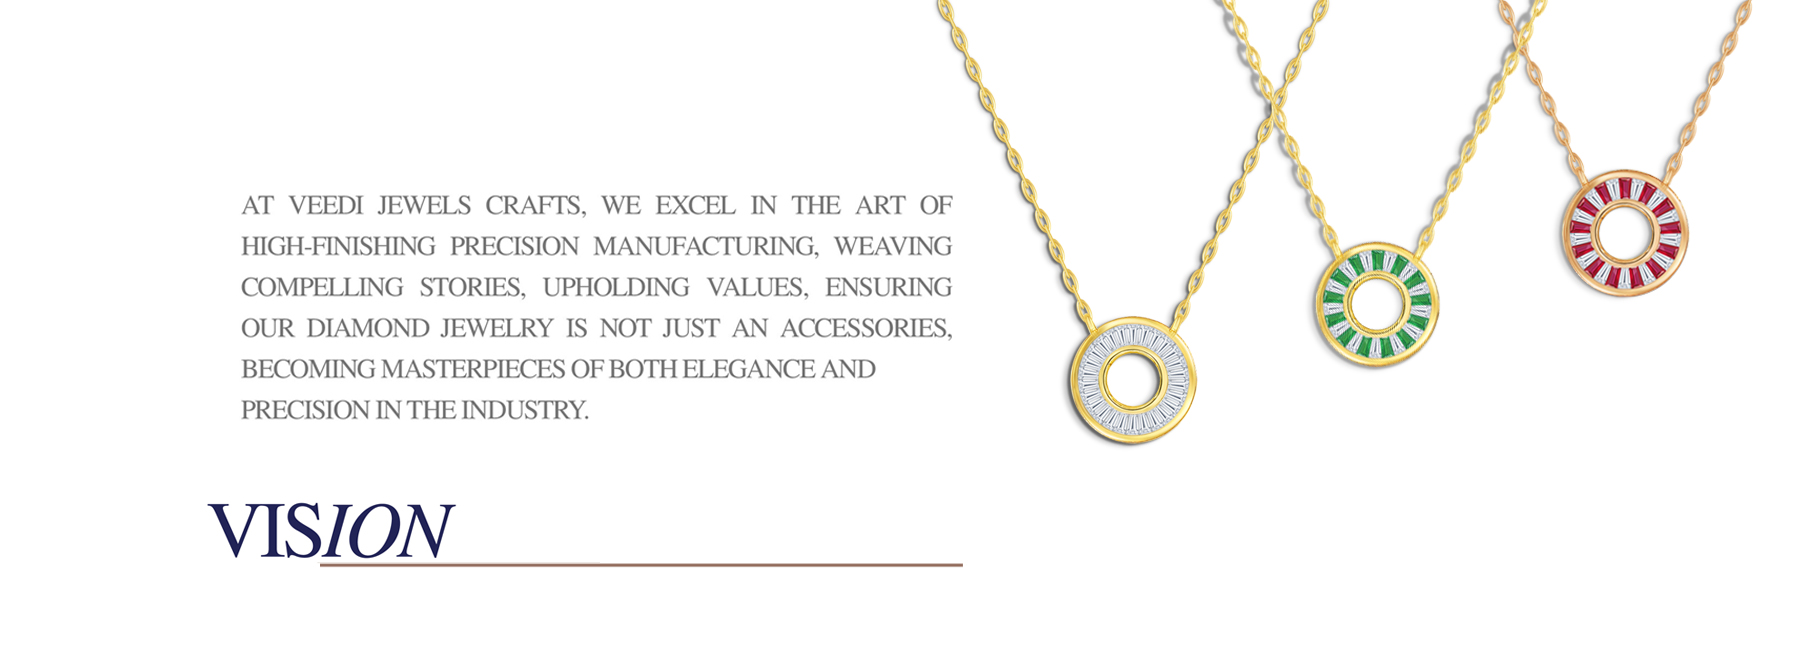 AT VEEDI JEWELS CRAFTS, WE EXCEL IN THE ART OF
HIGH-FINISHING PRECISION MANUFACTURING, WEAVING
COMPELLING STORIES, UPHOLDING VALUES, ENSURING
OUR DIAMOND JEWELRY IS NOT JUST AN ACCESSORIES,
BECOMING MASTERPIECES OF BOTH ELEGANCE AND
PRECISION IN THE INDUSTRY.
VISION